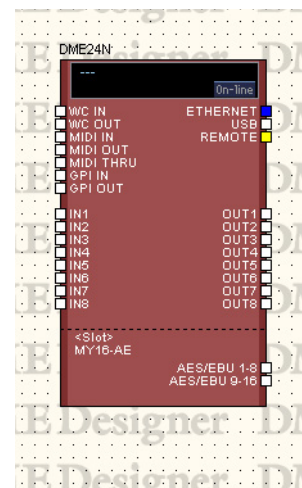 DME24N
---
On-line
WC IN ETHERNET
WC OUT USB
MIDI IN REMOTE
MIDI OUT
MIDI THRU
GPI IN
GPI OUT
IN1 OUT1
IN2 OUT2
IN3 OUT3
IN4 OUT4
IN5 OUT5
IN6 OUT6
IN7 OUT7
IN8 OUT8
<Slot>
MY16-AE
AES/EBU 1-8
AES/EBU 9-16
E Designer D